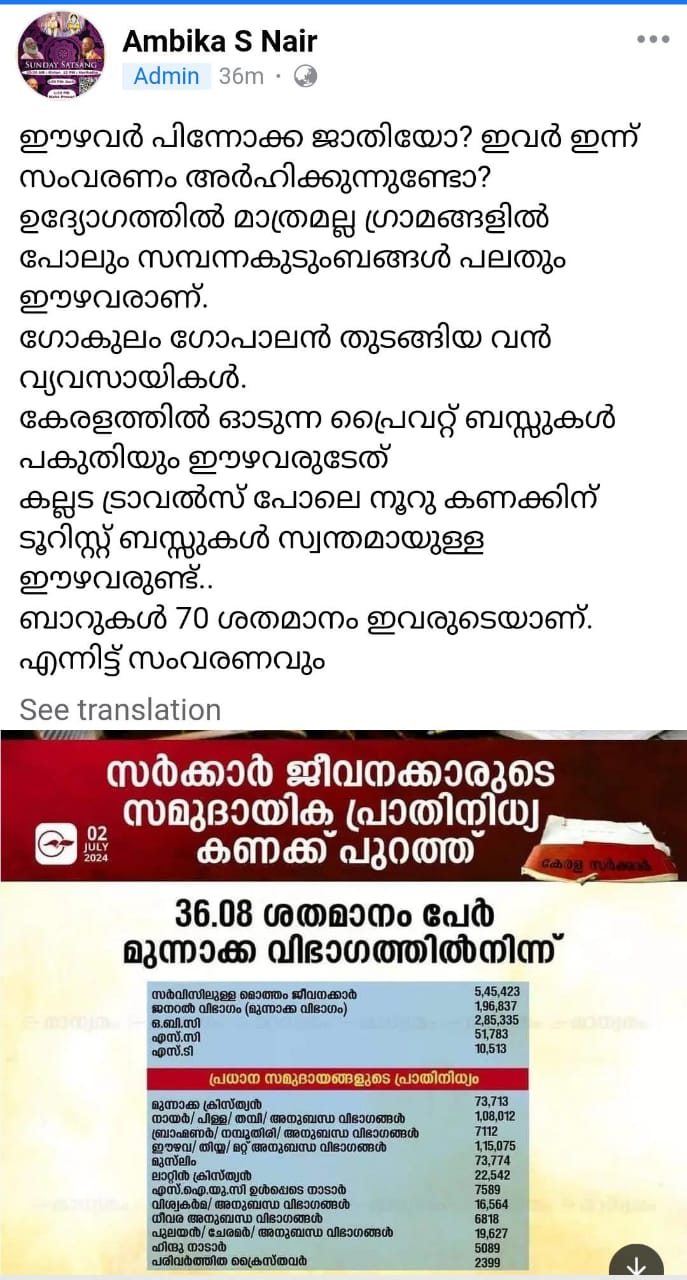 SUNDAY SATSANG
Ambika S Nair
Admin 36m ·
ഈഴവർ പിന്നോക്ക ജാതിയോ? ഇവർ ഇന്ന്
സംവരണം അർഹിക്കുന്നുണ്ടോ?
ഉദ്യോഗത്തിൽ മാത്രമല്ല ഗ്രാമങ്ങളിൽ
പോലും സമ്പന്നകുടുംബങ്ങൾ പലതും
ഈഴവരാണ്.
ഗോകുലം ഗോപാലൻ തുടങ്ങിയ വൻ
വ്യവസായികൾ.
കേരളത്തിൽ ഓടുന്ന പ്രൈവറ്റ് ബസ്സുകൾ
പകുതിയും ഈഴവരുടേത്
കല്ലട ട്രാവൽസ് പോലെ നൂറു കണക്കിന്
ടൂറിസ്റ്റ് ബസ്സുകൾ സ്വന്തമായുള്ള
ഈഴവരുണ്ട്..
ബാറുകൾ 70 ശതമാനം ഇവരുടെയാണ്.
എന്നിട്ട് സംവരണവും
See translation
സർക്കാർ ജീവനക്കാരുടെ
സമുദായിക പ്രാതിനിധ്യ
കണക്ക് പുറത്ത്
02
JULY
2024
കേരള സർക്കാർ
36.08 ശതമാനം പേർ
മുന്നാക്ക വിഭാഗത്തിൽനിന്ന്
സർവിസിലുള്ള മൊത്തം ജീവനക്കാർ 5,45,423
ജനറൽ വിഭാഗം (മുന്നാക്ക വിഭാഗം) 1,96,837
ഒ.ബി.സി 2,85,335
എസ്.സി 51,783
എസ്.ടി 10,513
പ്രധാന സമുദായങ്ങളുടെ പ്രാതിനിധ്യം
മുന്നാക്ക ക്രിസ്ത്യൻ 73,713
നായർ/ പിള്ള/ തമ്പി/ അനുബന്ധ വിഭാഗങ്ങൾ 1,08,012
ബ്രാഹ്മണർ/ നമ്പൂതിരി/ അനുബന്ധ വിഭാഗങ്ങൾ 7112
ഈഴവ/ തിയ്യ/ മറ്റ് അനുബന്ധ വിഭാഗങ്ങൾ 1,15,075
മുസ്‌ലിം 73,774
ലാറ്റിൻ ക്രിസ്ത്യൻ 22,542
എസ്.ഐ.യു.സി ഉൾപ്പെടെ നാടാർ 7589
വിശ്വകർമ/ അനുബന്ധ വിഭാഗങ്ങൾ 16,564
ധീവര അനുബന്ധ വിഭാഗങ്ങൾ 6818
പുലയൻ/ ചേരമർ/ അനുബന്ധ വിഭാഗങ്ങൾ 19,627
ഹിന്ദു നാടാർ 5089
പരിവർത്തിത ക്രൈസ്തവർ 2399